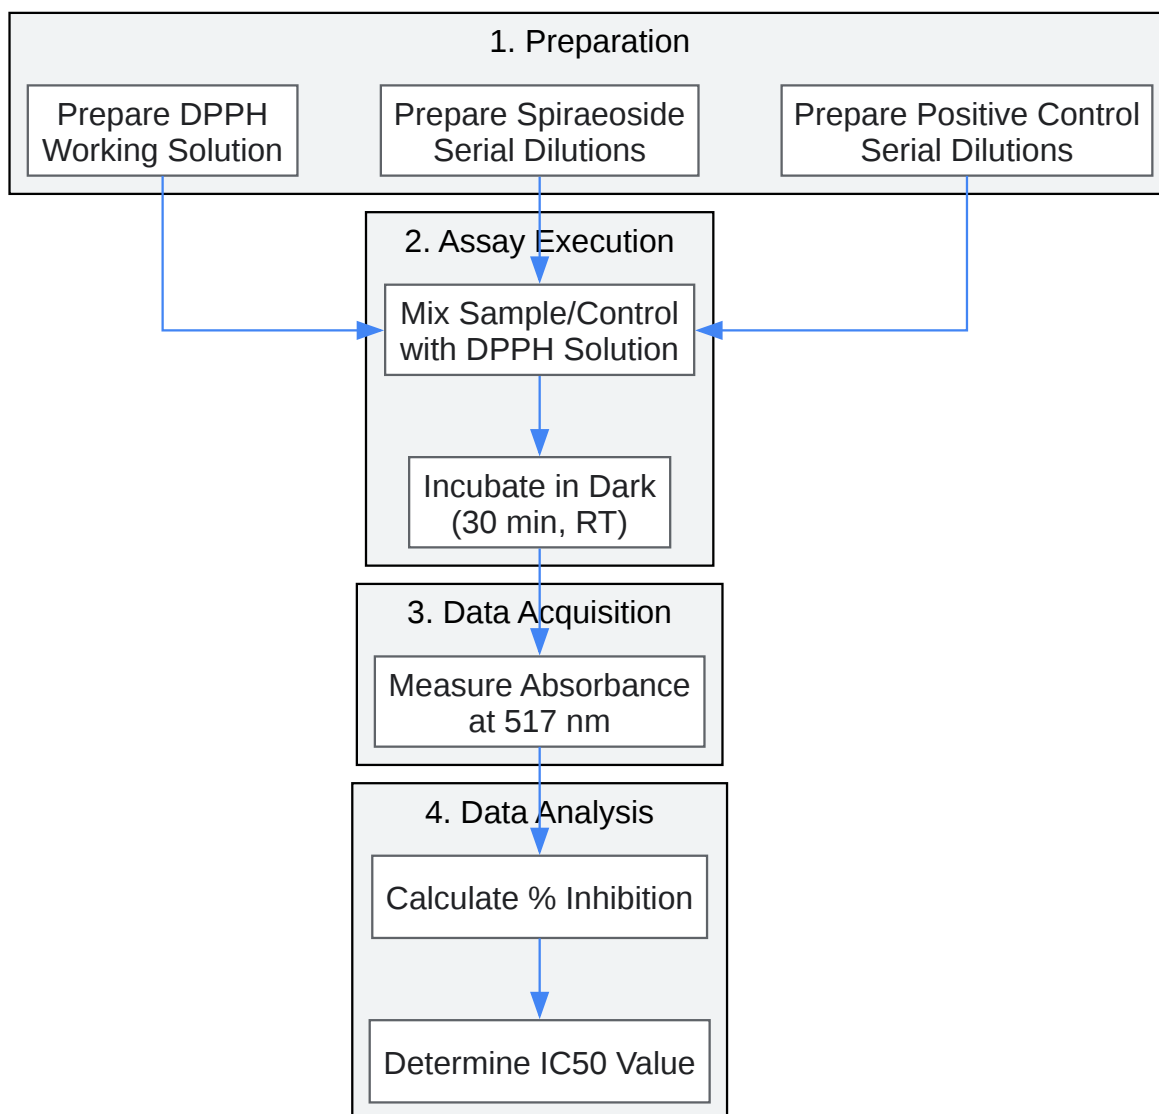 1. Preparation
Prepare DPPH
Working Solution
Prepare Spiraeoside
Serial Dilutions
Prepare Positive Control
Serial Dilutions
2. Assay Execution
Mix Sample/Control
with DPPH Solution
Incubate in Dark
(30 min, RT)
3. Data Acquisition
Measure Absorbance
at 517 nm
4. Data Analysis
Calculate % Inhibition
Determine IC50 Value